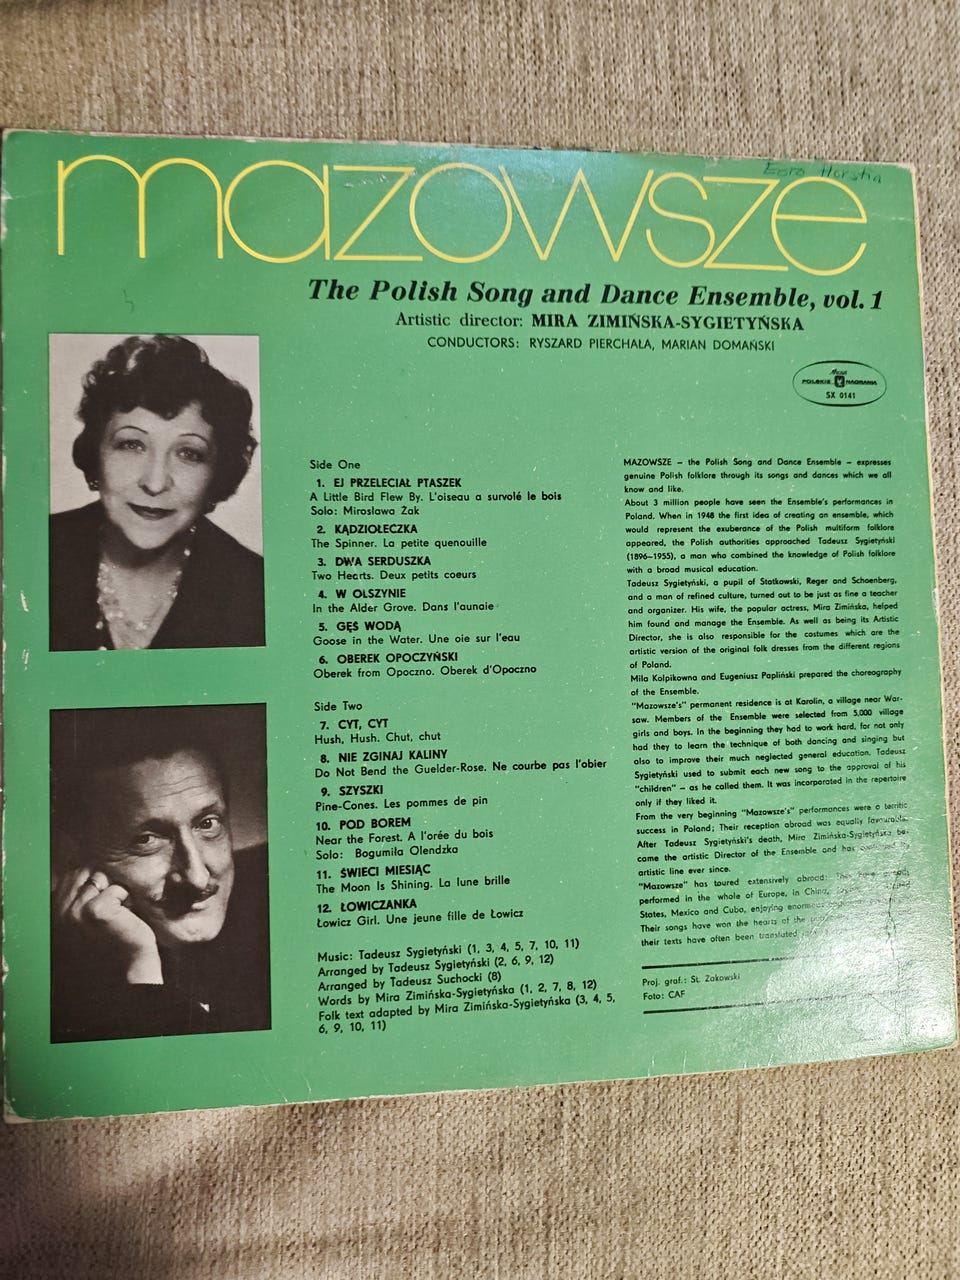 mazowsze
The Polish Song and Dance Ensemble, vol. 1
Artistic director: MIRA ZIMIŃSKA-SYGIETYŃSKA
CONDUCTORS: RYSZARD PIERCHAŁA, MARIAN DOMAŃSKI
POLSKIE NAGRANIA
SX 0141
Side One
1. EJ PRZELECIAŁ PTASZEK
A Little Bird Flew By. L'oiseau a survolé le bois
Solo: Mirosława Żak
2. KĄDZIOŁECZKA
The Spinner. La petite quenouille
3. DWA SERDUSZKA
Two Hearts. Deux petits coeurs
4. W OLSZYNIE
In the Alder Grove. Dans l'aunaie
5. GĘŚ WODĄ
Goose in the Water. Une oie sur l'eau
6. OBEREK OPOCZYŃSKI
Oberek from Opoczno. Oberek d'Opoczno
Side Two
7. CYT, CYT
Hush, Hush. Chut, chut
8. NIE ZGINAJ KALINY
Do Not Bend the Guelder-Rose. Ne courbe pas l'obier
9. SZYSZKI
Pine-Cones. Les pommes de pin
10. POD BOREM
Near the Forest. A l'orée du bois
Solo: Bogumiła Olendzka
11. ŚWIECI MIESIĄC
The Moon Is Shining. La lune brille
12. ŁOWICZANKA
Łowicz Girl. Une jeune fille de Łowicz
Music: Tadeusz Sygietyński (1, 3, 4, 5, 7, 10, 11)
Arranged by Tadeusz Sygietyński (2, 6, 9, 12)
Arranged by Tadeusz Suchocki (8)
Words by Mira Zimińska-Sygietyńska (1, 2, 7, 8, 12)
Folk text adapted by Mira Zimińska-Sygietyńska (3, 4, 5,
6, 9, 10, 11)
MAZOWSZE – the Polish Song and Dance Ensemble – expresses
genuine Polish folklore through its songs and dances which we all
know and like.
About 3 million people have seen the Ensemble's performances in
Poland. When in 1948 the first idea of creating an ensemble, which
would represent the exuberance of the Polish multiform folklore
appeared, the Polish authorities approached Tadeusz Sygietyński
(1896–1955), a man who combined the knowledge of Polish folklore
with a broad musical education.
Tadeusz Sygietyński, a pupil of Statkowski, Reger and Schoenberg,
and a man of refined culture, turned out to be just as fine a teacher
and organizer. His wife, the popular actress, Mira Zimińska, helped
him found and manage the Ensemble. As well as being its Artistic
Director, she is also responsible for the costumes which are the
artistic version of the original folk dresses from the different regions
of Poland.
Mila Kolpikowna and Eugeniusz Papliński prepared the choreography
of the Ensemble.
"Mazowsze's" permanent residence is at Karolin, a village near War-
saw. Members of the Ensemble were selected from 5,000 village
girls and boys. In the beginning they had to work hard, for not only
had they to learn the technique of both dancing and singing but
also to improve their much neglected general education. Tadeusz
Sygietyński used to submit each new song to the approval of his
"children" – as he called them. It was incorporated in the repertoire
only if they liked it.
From the very beginning "Mazowsze's" performances were a terrific
success in Poland; Their reception abroad was equally favourable.
After Tadeusz Sygietyński's death, Mira Zimińska-Sygietyńska be-
came the artistic Director of the Ensemble and has
artistic line ever since.
"Mazowsze" has toured extensively abroad: They have already
performed in the whole of Europe, in China,
States, Mexico and Cuba, enjoying enormous
Their songs have won the hearts of the
their texts have often been translated
Proj. graf.: St. Zakowski
Foto: CAF